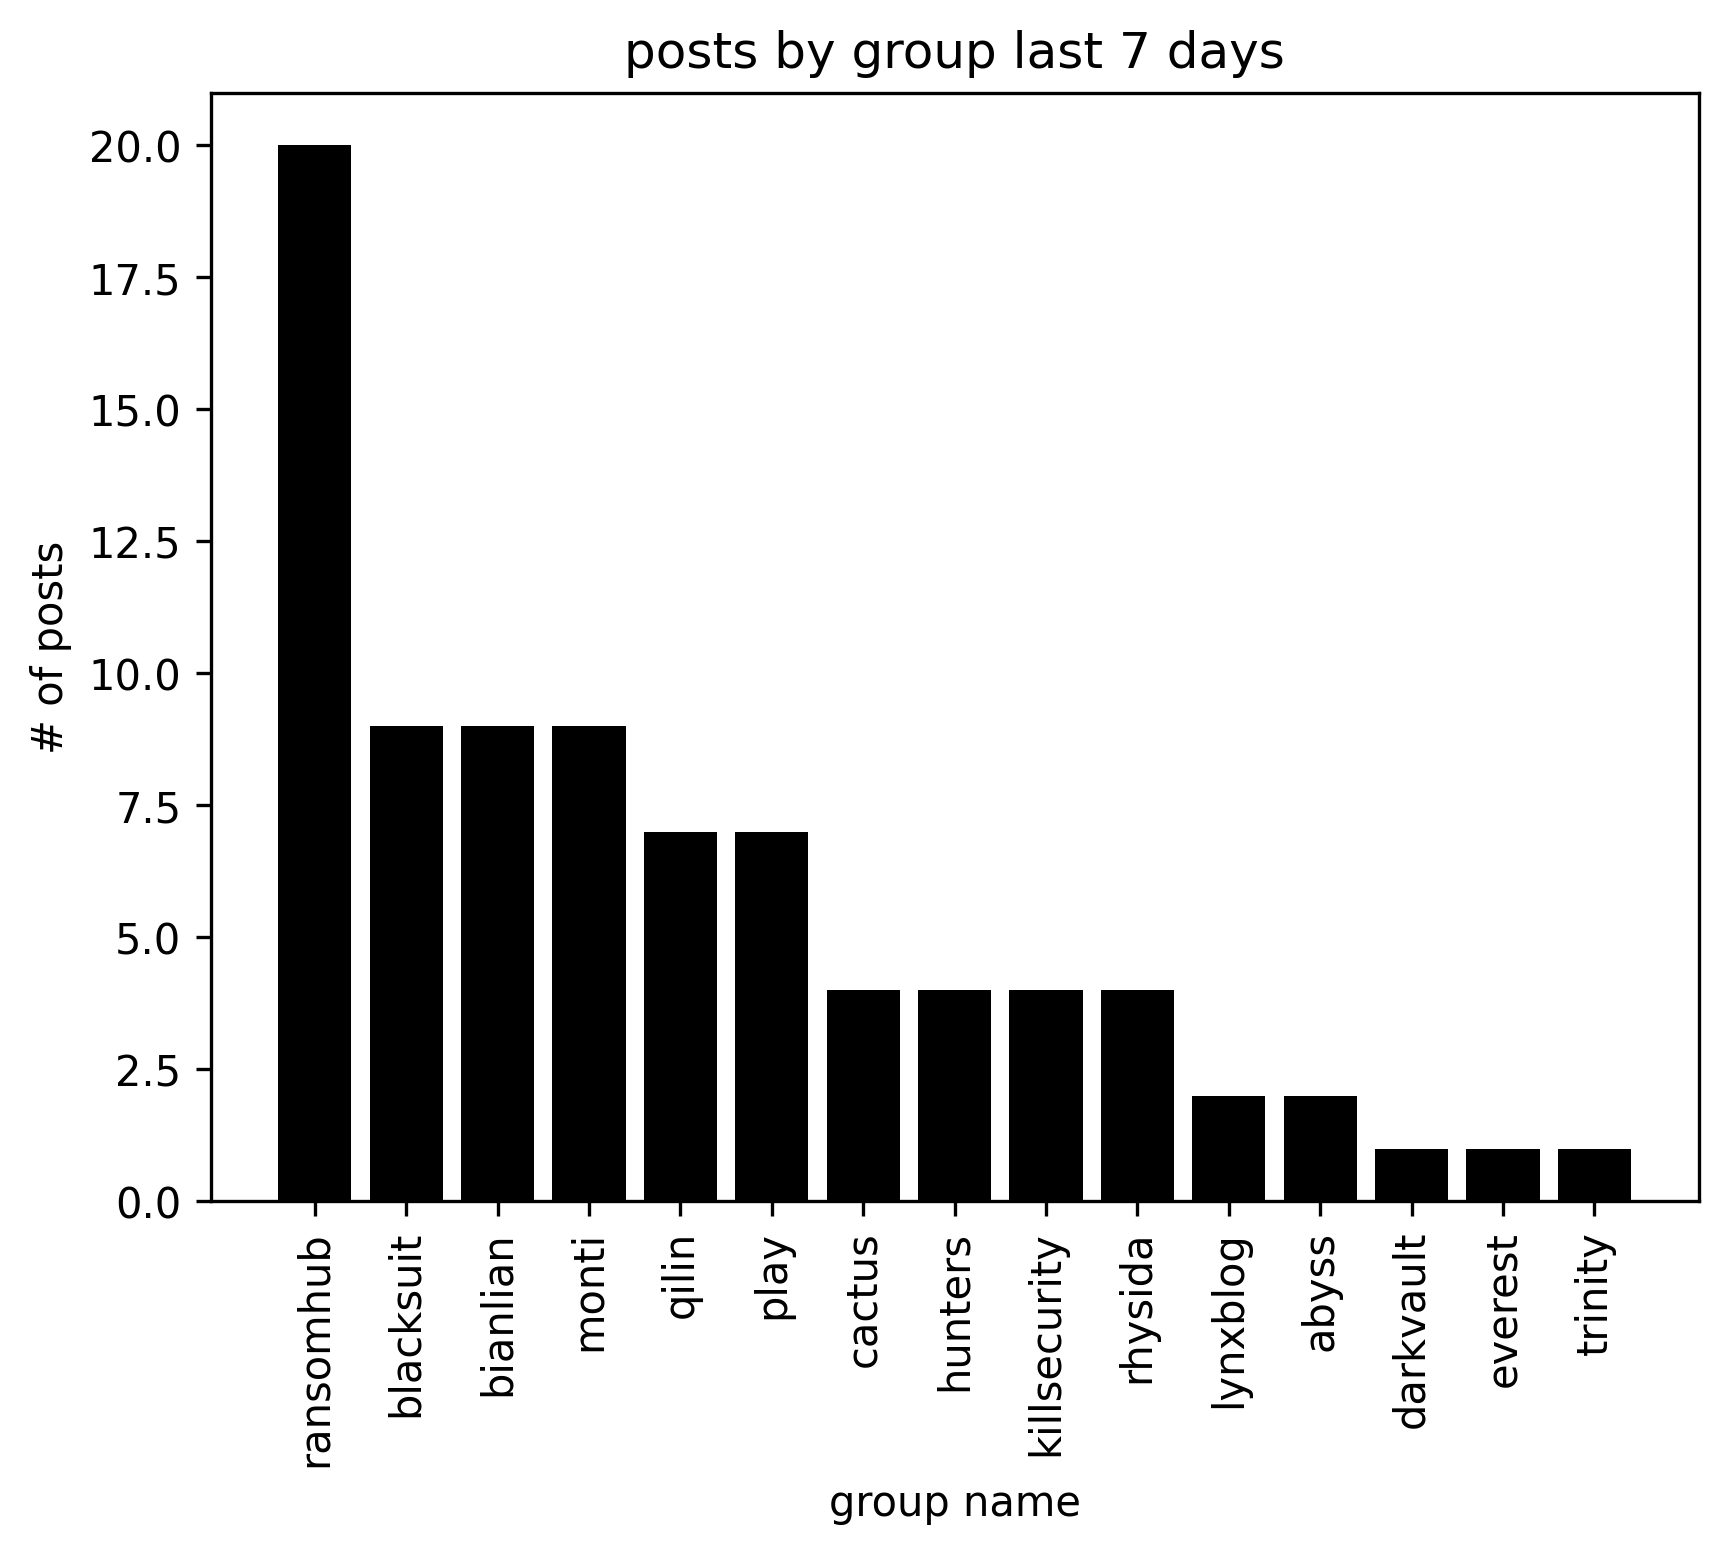 posts by group last 7 days
20.0
17.5
15.0
12.5
10.0
7.5
5.0
2.5
0.0
# of posts
ransomhub
blacksuit
bianlian
monti
qilin
play
cactus
hunters
killsecurity
rhysida
lynxblog
abyss
darkvault
everest
trinity
group name